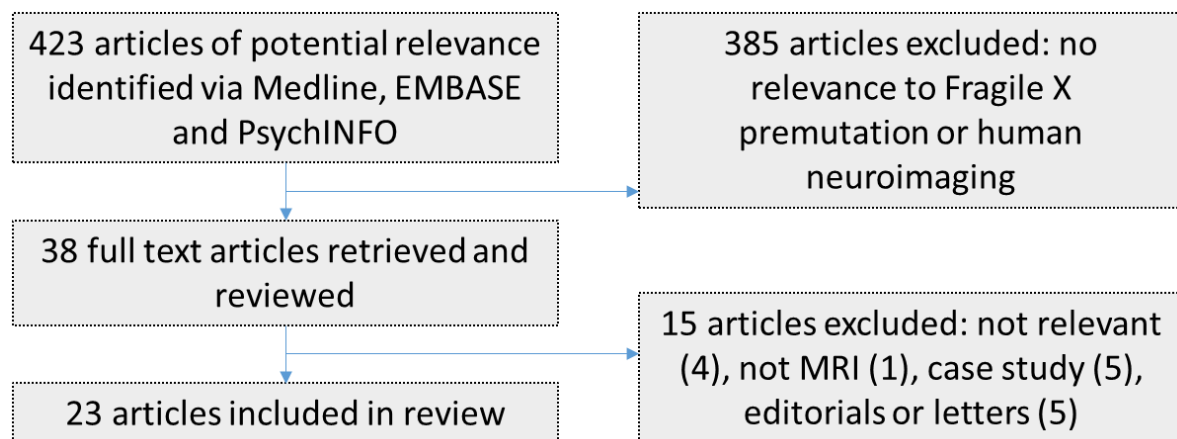 423 articles of potential relevance
identified via Medline, EMBASE
and PsychINFO
385 articles excluded: no
relevance to Fragile X
premutation or human
neuroimaging
38 full text articles retrieved and
reviewed
15 articles excluded: not relevant
(4), not MRI (1), case study (5),
editorials or letters (5)
23 articles included in review